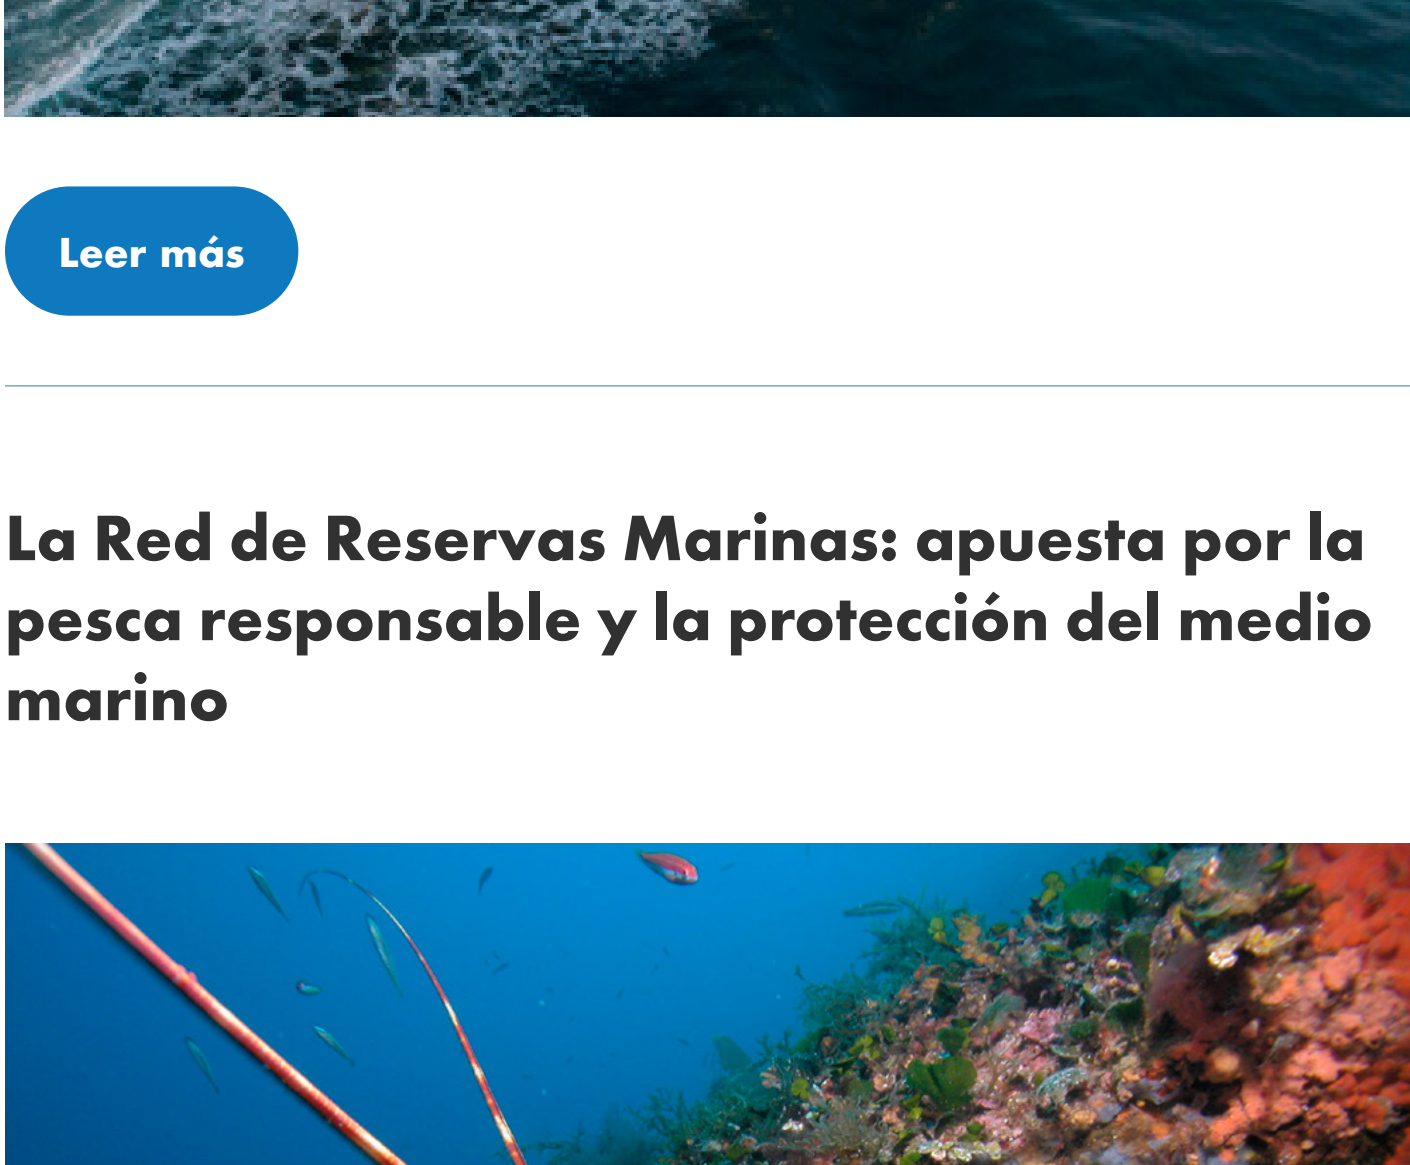 Leer más
La Red de Reservas Marinas: apuesta por la
pesca responsable y la protección del medio
marino